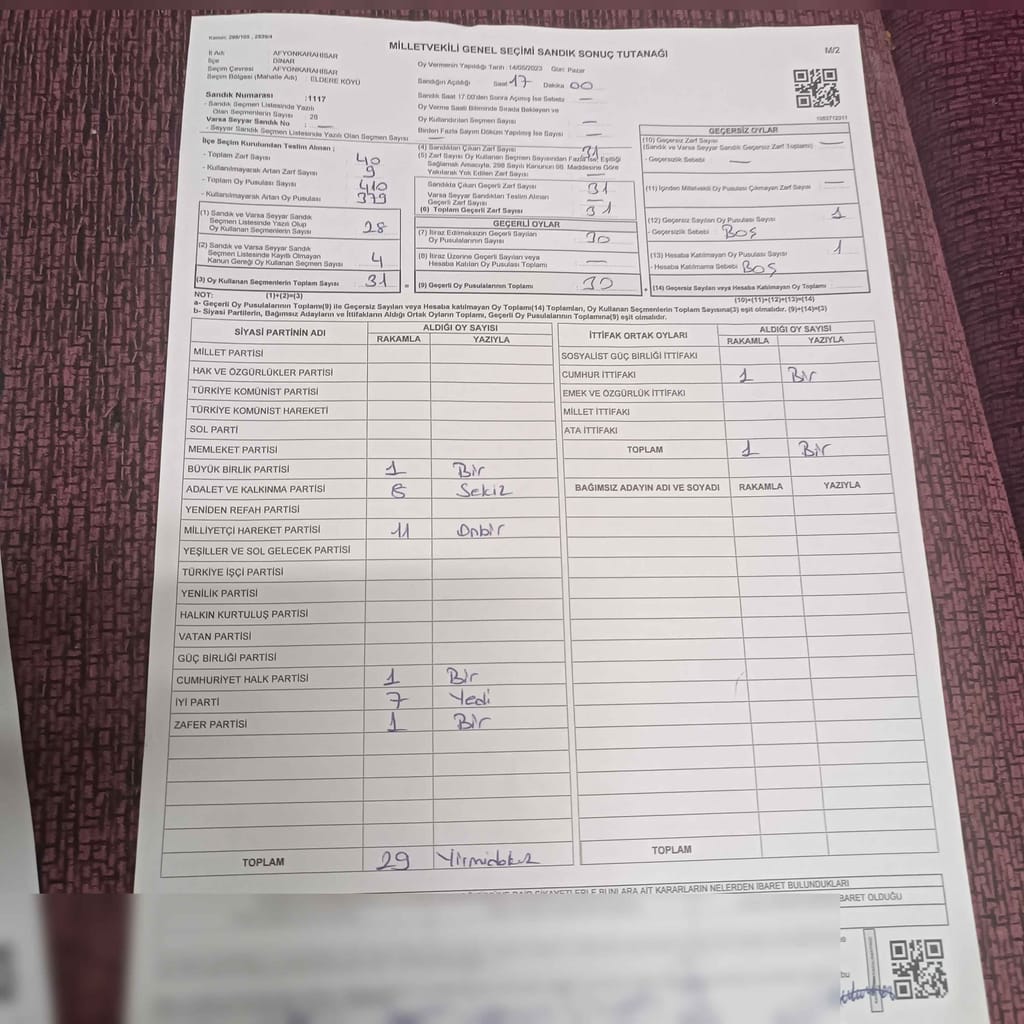 Kanun: 298/105 , 2839/4
MİLLETVEKİLİ GENEL SEÇİMİ SANDIK SONUÇ TUTANAĞI
M/2
İl Adı : AFYONKARAHİSAR
İlçe : DİNAR
Seçim Çevresi : AFYONKARAHİSAR
Seçim Bölgesi (Mahalle Adı) : ELDERE KÖYÜ
Sandık Numarası :1117
- Sandık Seçmen Listesinde Yazılı
Olan Seçmenlerin Sayısı : 28
Varsa Seyyar Sandık No : —
- Seyyar Sandık Seçmen Listesinde Yazılı Olan Seçmen Sayısı —
Oy Vermenin Yapıldığı Tarih :14/05/2023 Gün: Pazar
Sandığın Açıldığı Saat 17 Dakika 00
Sandık Saat 17.00'den Sonra Açılmış İse Sebebi —
Oy Verme Saati Bitiminde Sırada Bekleyen ve
Oy Kullandırılan Seçmen Sayısı —
Birden Fazla Sayım Döküm Yapılmış İse Sayısı —
İlçe Seçim Kurulundan Teslim Alınan :
- Toplam Zarf Sayısı 40
- Kullanılmayarak Artan Zarf Sayısı 9
- Toplam Oy Pusulası Sayısı 410
- Kullanılmayarak Artan Oy Pusulası 379
(1) Sandık ve Varsa Seyyar Sandık
Seçmen Listesinde Yazılı Olup
Oy Kullanan Seçmenlerin Sayısı 28
(2) Sandık ve Varsa Seyyar Sandık
Seçmen Listesinde Kayıtlı Olmayan
Kanun Gereği Oy Kullanan Seçmen Sayısı 4
(3) Oy Kullanan Seçmenlerin Toplam Sayısı 31
(4) Sandıktan Çıkan Zarf Sayısı 31
(5) Zarf Sayısı Oy Kullanan Seçmen Sayısından Fazla İse, Eşitliği
Sağlamak Amacıyla, 298 Sayılı Kanunun 98. Maddesine Göre
Yakılarak Yok Edilen Zarf Sayısı —
Sandıkta Çıkan Geçerli Zarf Sayısı 31
Varsa Seyyar Sandıktan Teslim Alınan
Geçerli Zarf Sayısı —
(6) Toplam Geçerli Zarf Sayısı 31
GEÇERLİ OYLAR
(7) İtiraz Edilmeksizin Geçerli Sayılan
Oy Pusulalarının Sayısı 30
(8) İtiraz Üzerine Geçerli Sayılan veya
Hesaba Katılan Oy Pusulası Toplamı —
= (9) Geçerli Oy Pusulalarının Toplamı : 30
GEÇERSİZ OYLAR
(10) Geçersiz Zarf Sayısı
(Sandık ve Varsa Seyyar Sandık Geçersiz Zarf Toplamı) —
- Geçersizlik Sebebi : —
(11) İçinden Milletvekili Oy Pusulası Çıkmayan Zarf Sayısı —
(12) Geçersiz Sayılan Oy Pusulası Sayısı 1
- Geçersizlik Sebebi : Boş
(13) Hesaba Katılmayan Oy Pusulası Sayısı 1
- Hesaba Katılmama Sebebi : Boş
+ (14) Geçersiz Sayılan veya Hesaba Katılmayan Oy Toplamı :
NOT: (1)+(2)=(3)
(10)+(11)+(12)+(13)=(14)
a- Geçerli Oy Pusulalarının Toplamı(9) ile Geçersiz Sayılan veya Hesaba katılmayan Oy Toplamı(14) Toplamları, Oy Kullanan Seçmenlerin Toplam Sayısına(3) eşit olmalıdır. (9)+(14)=(3)
b- Siyasi Partilerin, Bağımsız Adayların ve İttifakların Aldığı Ortak Oyların Toplamı, Geçerli Oy Pusulalarının Toplamına(9) eşit olmalıdır.
SİYASİ PARTİNİN ADI ALDIĞI OY SAYISI
RAKAMLA YAZIYLA
MİLLET PARTİSİ
HAK VE ÖZGÜRLÜKLER PARTİSİ
TÜRKİYE KOMÜNİST PARTİSİ
TÜRKİYE KOMÜNİST HAREKETİ
SOL PARTİ
MEMLEKET PARTİSİ
BÜYÜK BİRLİK PARTİSİ 1 Bir
ADALET VE KALKINMA PARTİSİ 8 Sekiz
YENİDEN REFAH PARTİSİ
MİLLİYETÇİ HAREKET PARTİSİ 11 Onbir
YEŞİLLER VE SOL GELECEK PARTİSİ
TÜRKİYE İŞÇİ PARTİSİ
YENİLİK PARTİSİ
HALKIN KURTULUŞ PARTİSİ
VATAN PARTİSİ
GÜÇ BİRLİĞİ PARTİSİ
CUMHURİYET HALK PARTİSİ 1 Bir
İYİ PARTİ 7 Yedi
ZAFER PARTİSİ 1 Bir
TOPLAM 29 Yirmidokuz
İTTİFAK ORTAK OYLARI ALDIĞI OY SAYISI
RAKAMLA YAZIYLA
SOSYALİST GÜÇ BİRLİĞİ İTTİFAKI
CUMHUR İTTİFAKI 1 Bir
EMEK VE ÖZGÜRLÜK İTTİFAKI
MİLLET İTTİFAKI
ATA İTTİFAKI
TOPLAM 1 Bir
BAĞIMSIZ ADAYIN ADI VE SOYADI RAKAMLA YAZIYLA
TOPLAM
ARA AİT KARARLARIN NELERDEN İBARET BULUNDUKLARI
BARET OLDUĞU